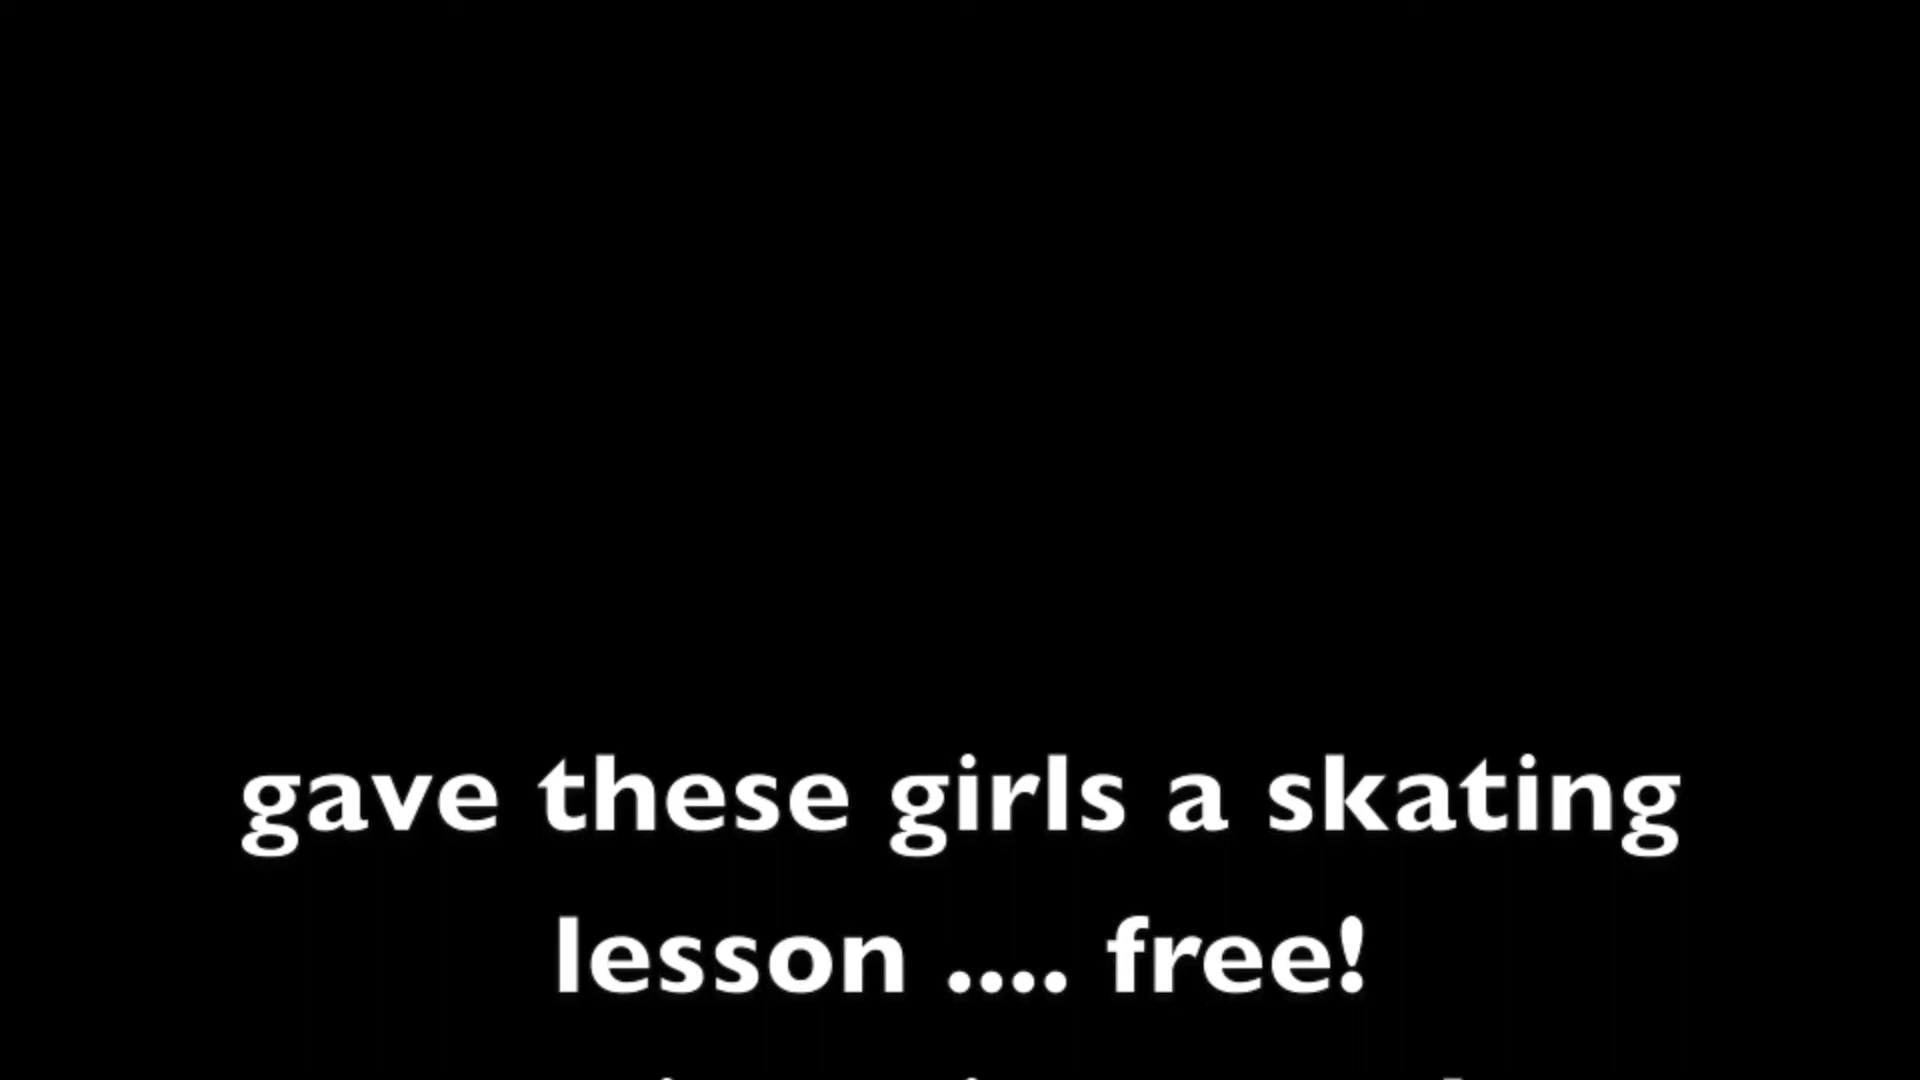 gave these girls a skating
lesson .... free!